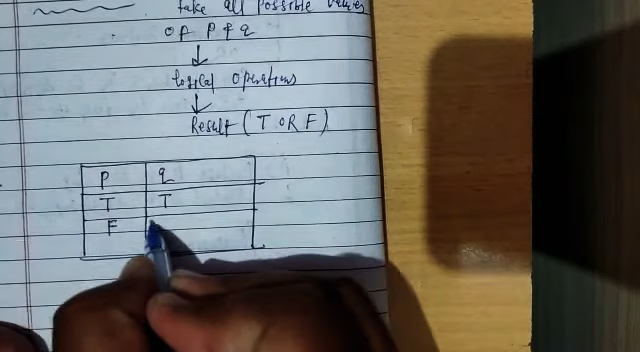 take all possible values
of P & q
logical operations
Result (T OR F)
P q
T T
F